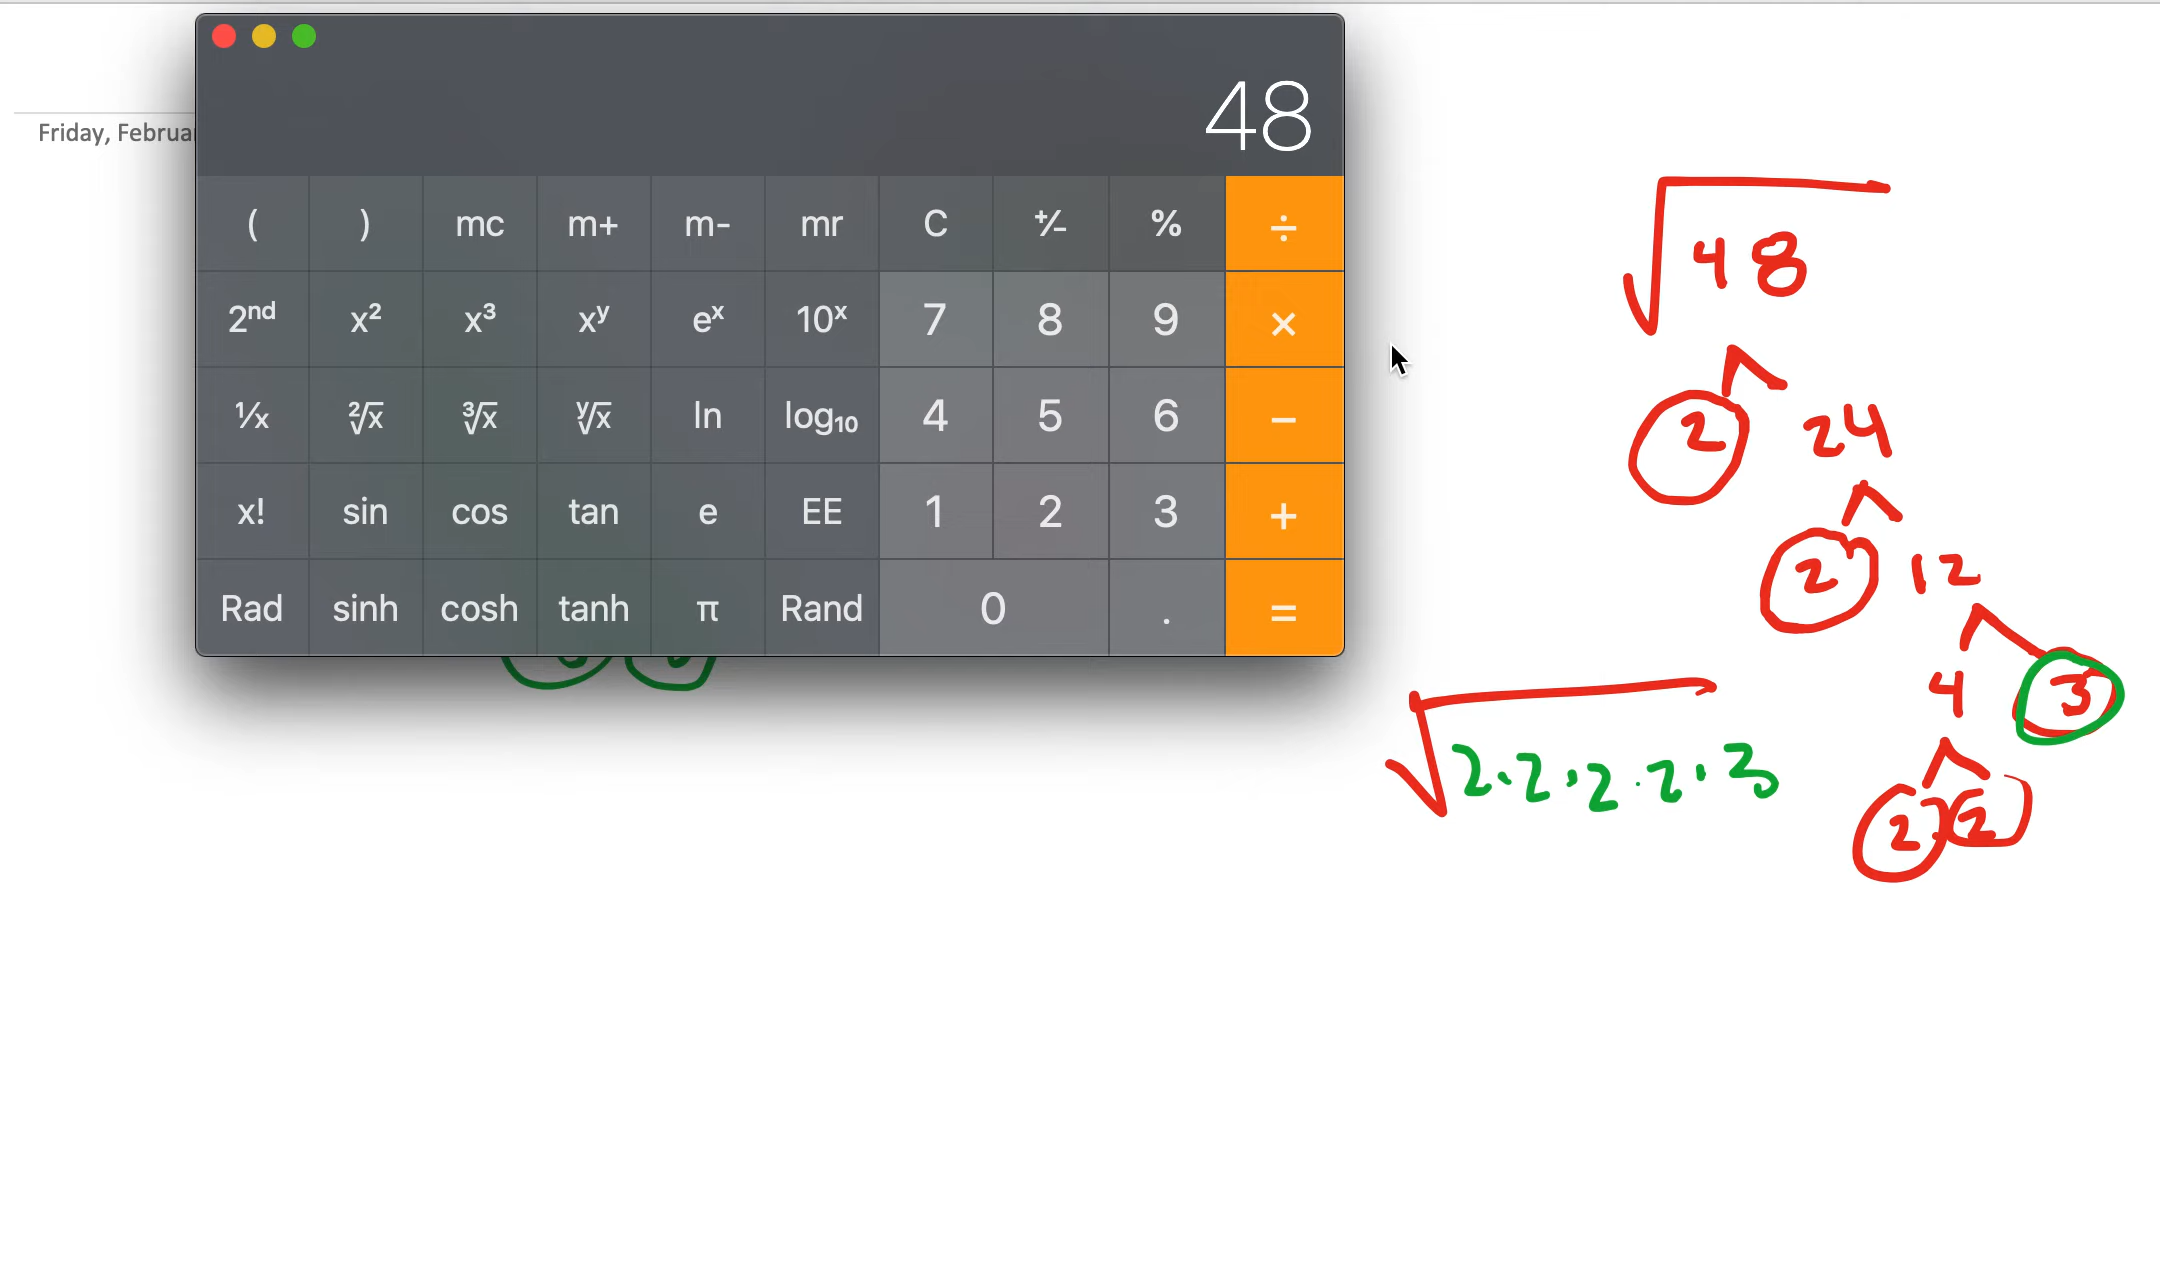 48
Friday, Februa
( ) mc m+ m- mr C +/- % ÷
2nd x² x³ xʸ eˣ 10ˣ 7 8 9 ×
1/x ²√x ³√x ʸ√x ln log₁₀ 4 5 6 −
x! sin cos tan e EE 1 2 3 +
Rad sinh cosh tanh π Rand 0 . =
√48
2 24
2 12
4 3
2 2
√2·2·2·2·3